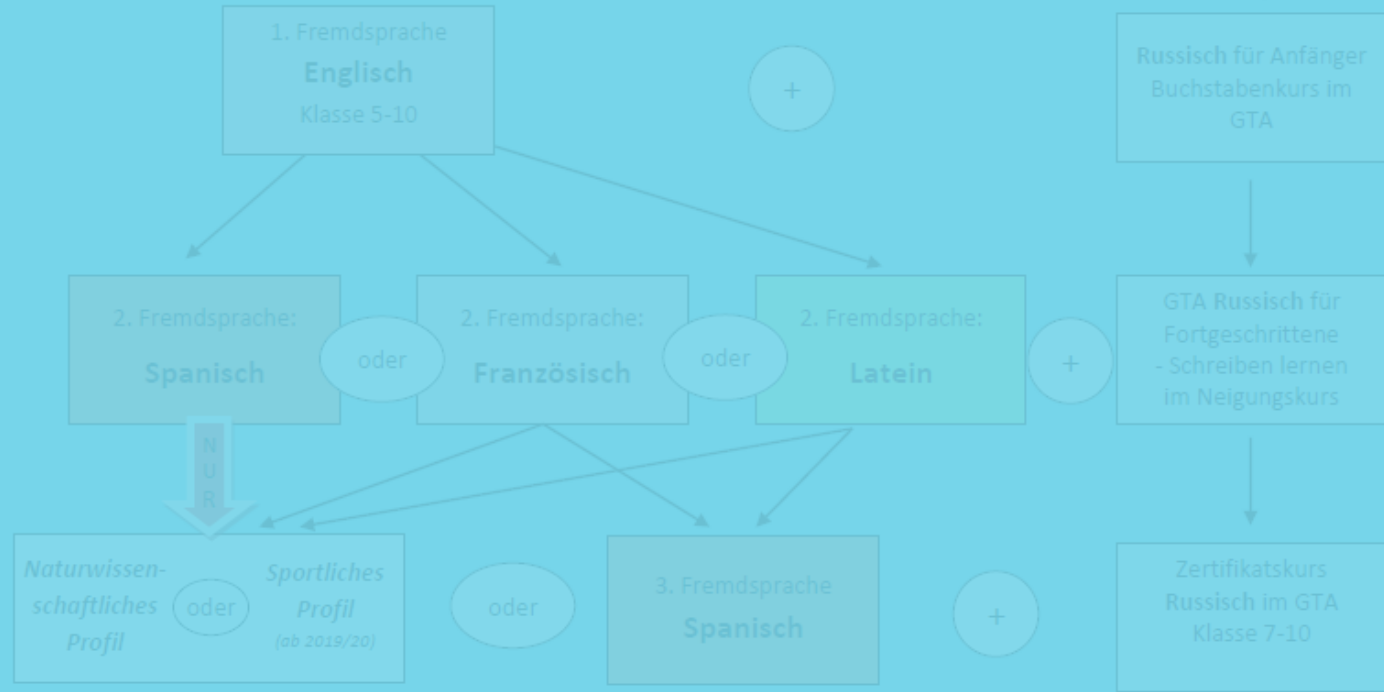 1. Fremdsprache
Englisch
Klasse 5-10
+
Russisch für Anfänger
Buchstabenkurs im
GTA
2. Fremdsprache:
Spanisch
oder
2. Fremdsprache:
Französisch
oder
2. Fremdsprache:
Latein
+
GTA Russisch für
Fortgeschrittene
- Schreiben lernen
im Neigungskurs
N
U
R
Naturwissen-
schaftliches
Profil
oder
Sportliches
Profil
(ab 2019/20)
oder
3. Fremdsprache
Spanisch
+
Zertifikatskurs
Russisch im GTA
Klasse 7-10